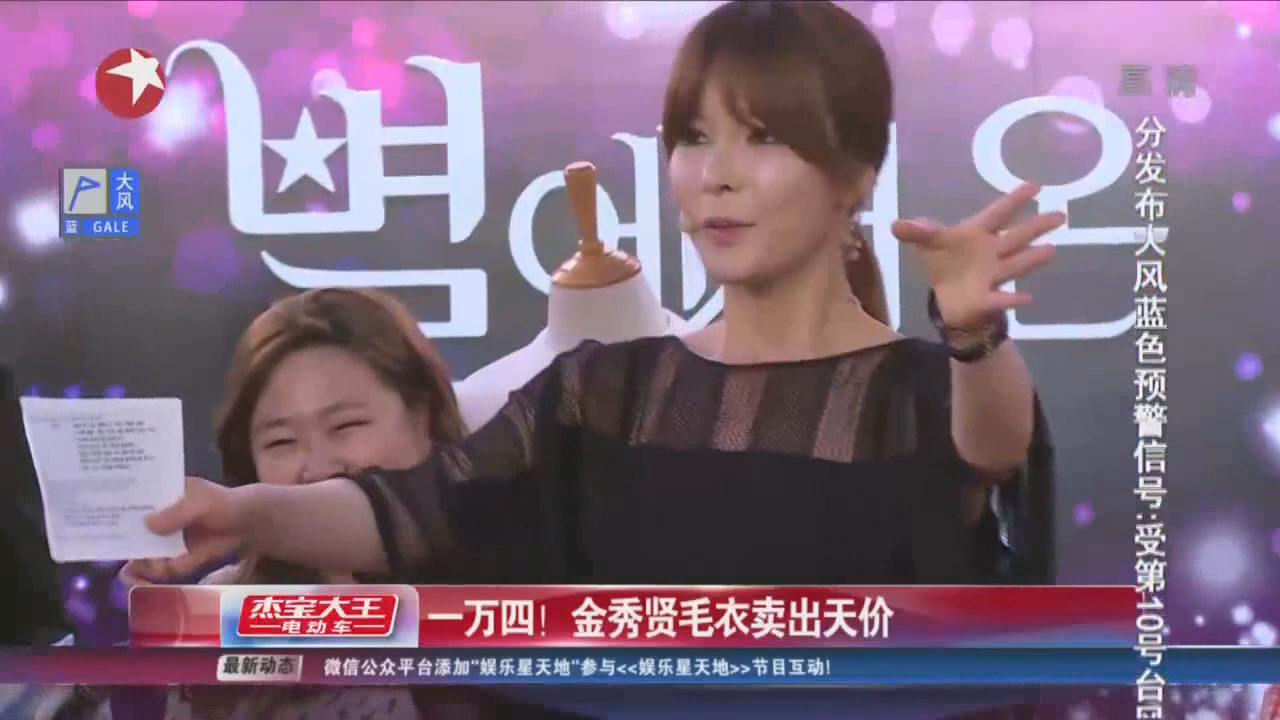 별에서 온
高清
大风
蓝 GALE
分发布大风蓝色预警信号:受第10号台风
杰宝大王
电动车
一万四！金秀贤毛衣卖出天价
最新动态
微信公众平台添加"娱乐星天地"参与<<娱乐星天地>>节目互动!